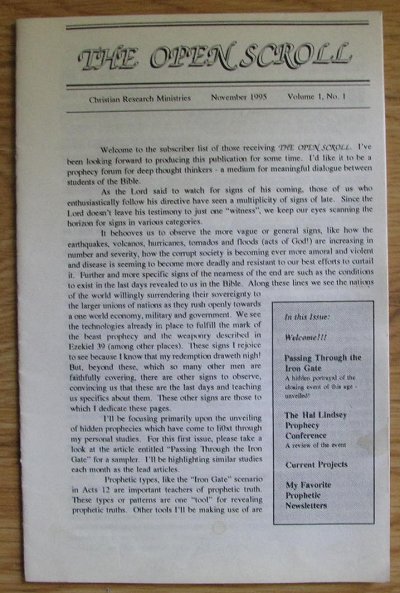 THE OPEN SCROLL
Christian Research Ministries November 1995 Volume 1, No. 1
Welcome to the subscriber list of those receiving THE OPEN SCROLL. I've
been looking forward to producing this publication for some time. I'd like it to be a
prophecy forum for deep thought thinkers - a medium for meaningful dialogue between
students of the Bible.
As the Lord said to watch for signs of his coming, those of us who
enthusiastically follow his directive have seen a multiplicity of signs of late. Since the
Lord doesn't leave his testimony to just one "witness", we keep our eyes scanning the
horizon for signs in various categories.
It behooves us to observe the more vague or general signs, like how the
earthquakes, volcanos, hurricanes, tornados and floods (acts of God!) are increasing in
number and severity, how the corrupt society is becoming ever more amoral and violent
and disease is seeming to become more deadly and resistant to our best efforts to curtail
it. Further and more specific signs of the nearness of the end are such as the conditions
to exist in the last days revealed to us in the Bible. Along these lines we see the nations
of the world willingly surrendering their sovereignty to
the larger unions of nations as they rush openly towards
a one world economy, military and government. We see
the technologies already in place to fulfill the mark of
the beast prophecy and the weaponry described in
Ezekiel 39 (among other places). These signs I rejoice
to see because I know that my redemption draweth nigh!
But, beyond these, which so many other men are
faithfully covering, there are other signs to observe,
convincing us that these are the last days and teaching
us specifics about them. These other signs are those to
which I dedicate these pages.
I'll be focusing primarily upon the unveiling
of hidden prophecies which have come to light through
my personal studies. For this first issue, please take a
look at the article entitled "Passing Through the Iron
Gate" for a sampler. I'll be highlighting similar studies
each month as the lead articles.
Prophetic types, like the "Iron Gate" scenario
in Acts 12 are important teachers of prophetic truth.
These types or patterns are one "tool" for revealing
prophetic truths. Other tools I'll be making use of are
In this Issue:
Welcome!!!
Passing Through the
Iron Gate
A hidden portrayal of the
closing event of this age -
unveiled!
The Hal Lindsey
Prophecy
Conference
A review of the event
Current Projects
My Favorite
Prophetic
Newsletters